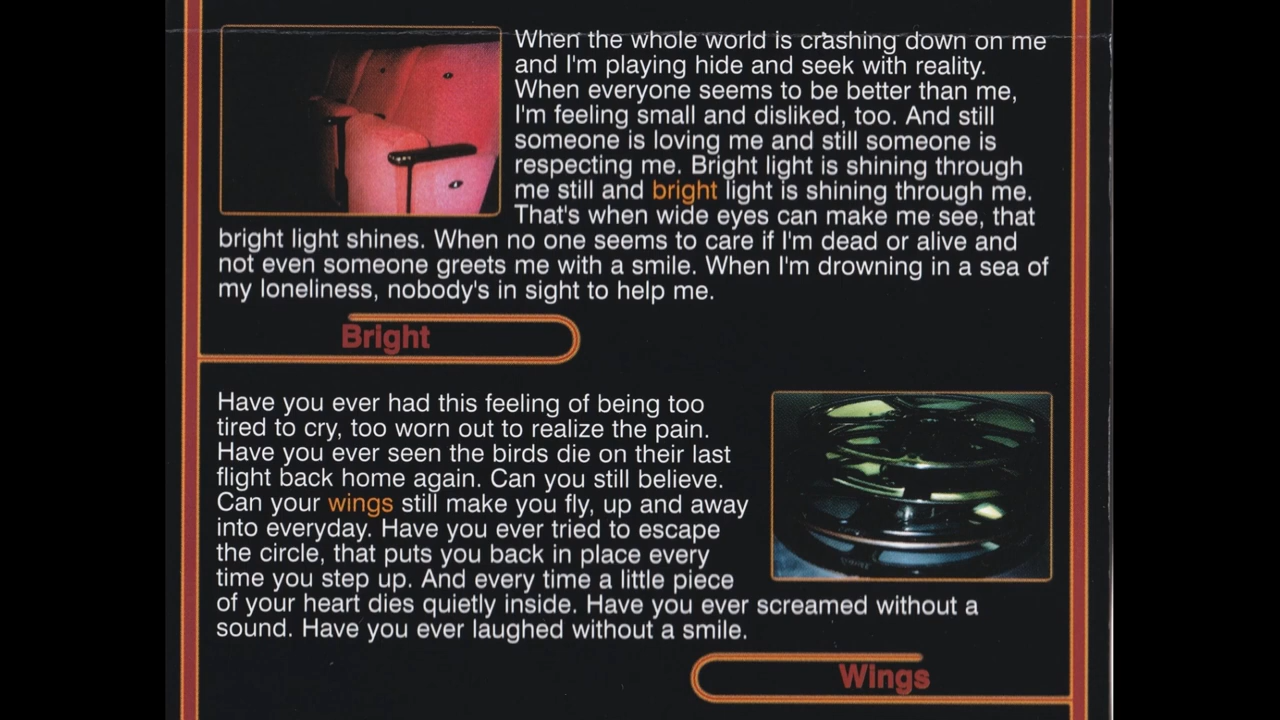 When the whole world is crashing down on me
and I'm playing hide and seek with reality.
When everyone seems to be better than me,
I'm feeling small and disliked, too. And still
someone is loving me and still someone is
respecting me. Bright light is shining through
me still and bright light is shining through me.
That's when wide eyes can make me see, that
bright light shines. When no one seems to care if I'm dead or alive and
not even someone greets me with a smile. When I'm drowning in a sea of
my loneliness, nobody's in sight to help me.
Bright
Have you ever had this feeling of being too
tired to cry, too worn out to realize the pain.
Have you ever seen the birds die on their last
flight back home again. Can you still believe.
Can your wings still make you fly, up and away
into everyday. Have you ever tried to escape
the circle, that puts you back in place every
time you step up. And every time a little piece
of your heart dies quietly inside. Have you ever screamed without a
sound. Have you ever laughed without a smile.
Wings